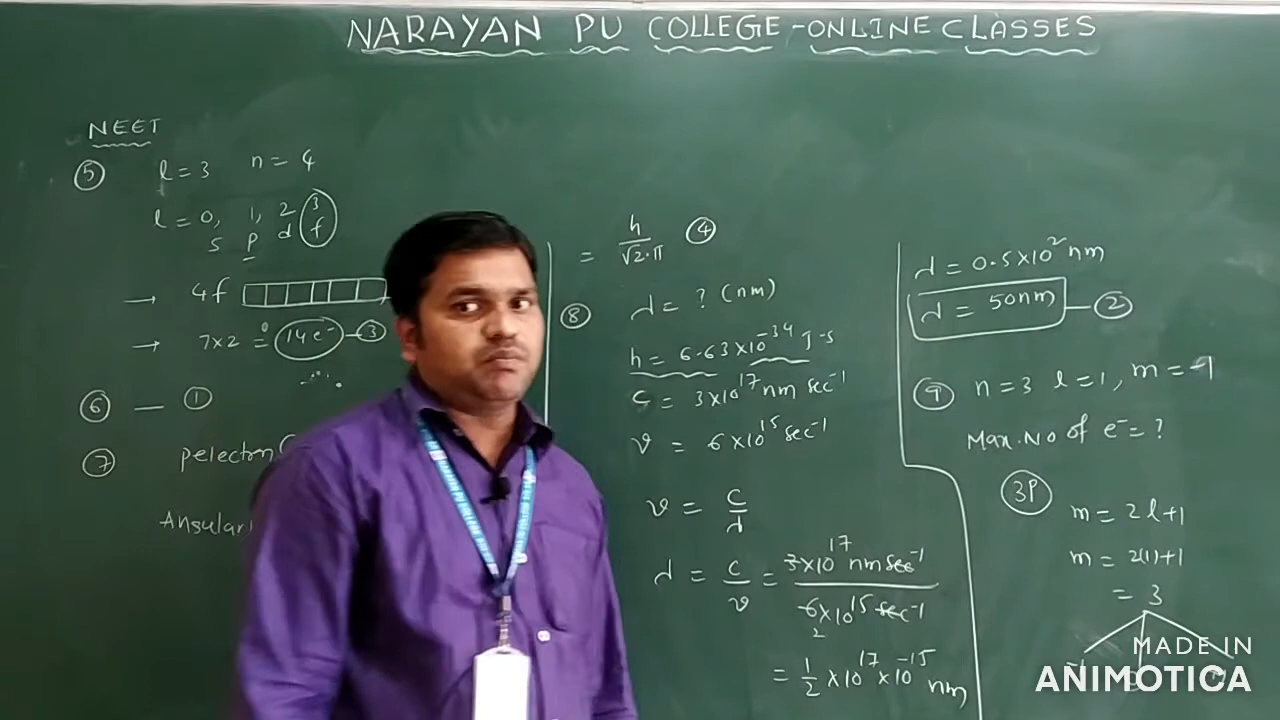 NARAYAN PU COLLEGE - ONLINE CLASSES
NEET
⑤ l = 3 n = 4
l = 0, 1, 2 3
s p d f
→ 4f
→ 7x2 = 14e⁻ — ③
⑥ — ①
⑦ pelectron
Ansular
= h/√2.π ④
⑧ λ = ? (nm)
h = 6.63x10⁻³⁴ J-s
c = 3x10¹⁷ nm sec⁻¹
ν = 6x10¹⁵ sec⁻¹
ν = c/λ
λ = c/ν = 3x10¹⁷ nm sec⁻¹/6x10¹⁵ sec⁻¹
2
= 1/2 x10¹⁷x10⁻¹⁵ nm
λ = 0.5x10² nm
λ = 50nm — ②
⑨ n = 3 l = 1, m = -1
Max. No of e⁻ = ?
3P
m = 2l+1
m = 2(1)+1
= 3
MADE IN
ANIMOTICA